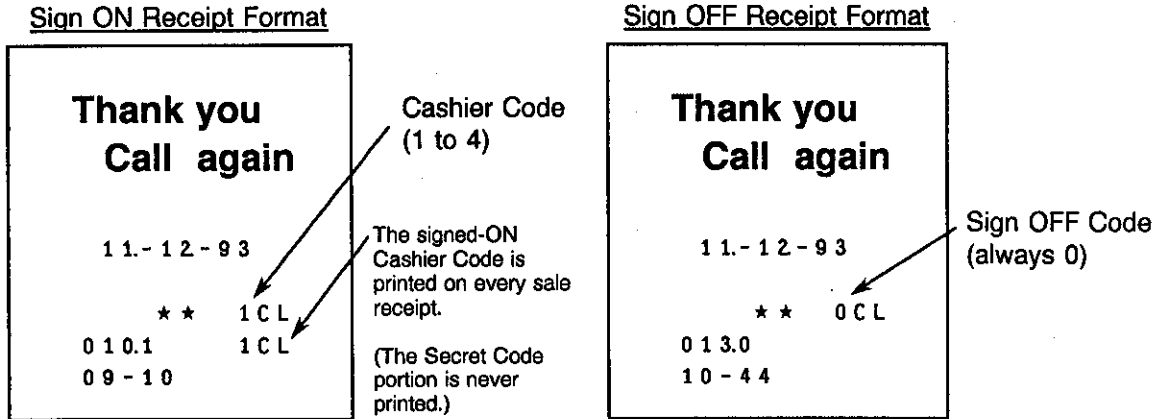 Sign ON Receipt Format
Thank you
Call again
11.-12-93
★★ 1CL
010.1 1CL
09-10
Cashier Code
(1 to 4)
The signed-ON
Cashier Code is
printed on every sale
receipt.
(The Secret Code
portion is never
printed.)
Sign OFF Receipt Format
Thank you
Call again
11.-12-93
★★ 0CL
013.0
10-44
Sign OFF Code
(always 0)